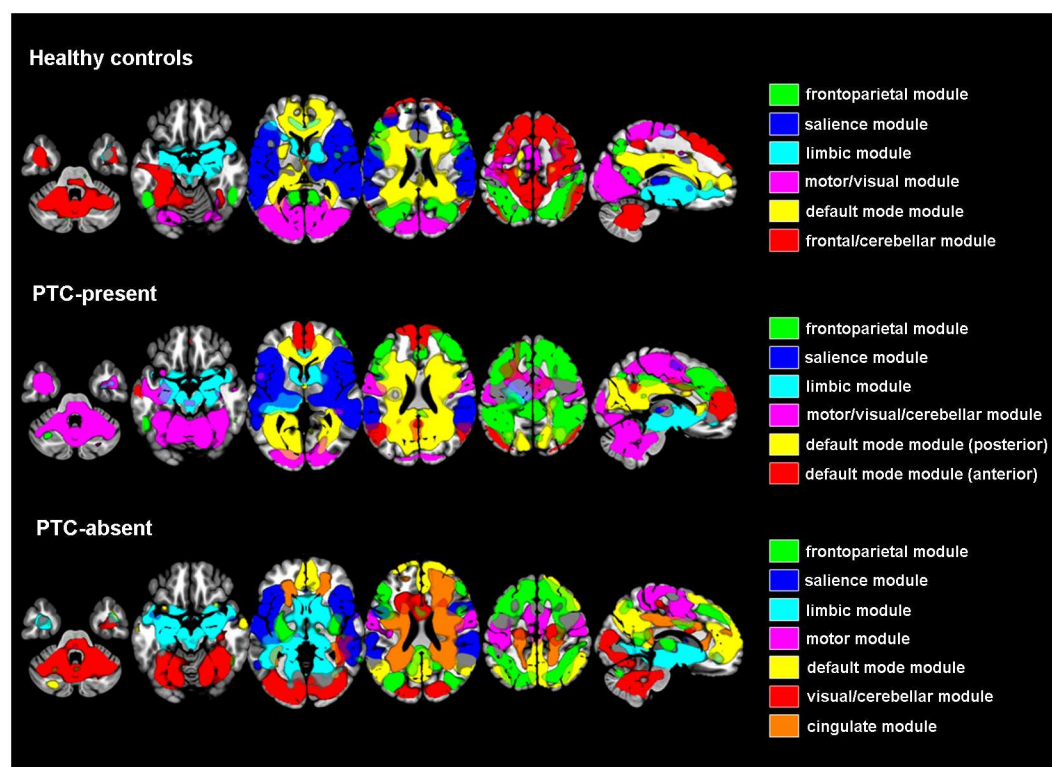 Healthy controls
frontoparietal module
salience module
limbic module
motor/visual module
default mode module
frontal/cerebellar module
PTC-present
frontoparietal module
salience module
limbic module
motor/visual/cerebellar module
default mode module (posterior)
default mode module (anterior)
PTC-absent
frontoparietal module
salience module
limbic module
motor module
default mode module
visual/cerebellar module
cingulate module